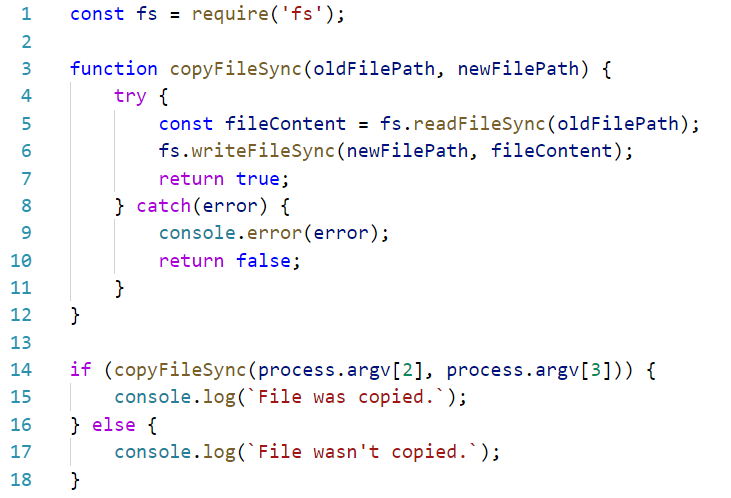 1 const fs = require('fs');
2
3 function copyFileSync(oldFilePath, newFilePath) {
4     try {
5         const fileContent = fs.readFileSync(oldFilePath);
6         fs.writeFileSync(newFilePath, fileContent);
7         return true;
8     } catch(error) {
9         console.error(error);
10         return false;
11     }
12 }
13
14 if (copyFileSync(process.argv[2], process.argv[3])) {
15     console.log(`File was copied.`);
16 } else {
17     console.log(`File wasn't copied.`);
18 }